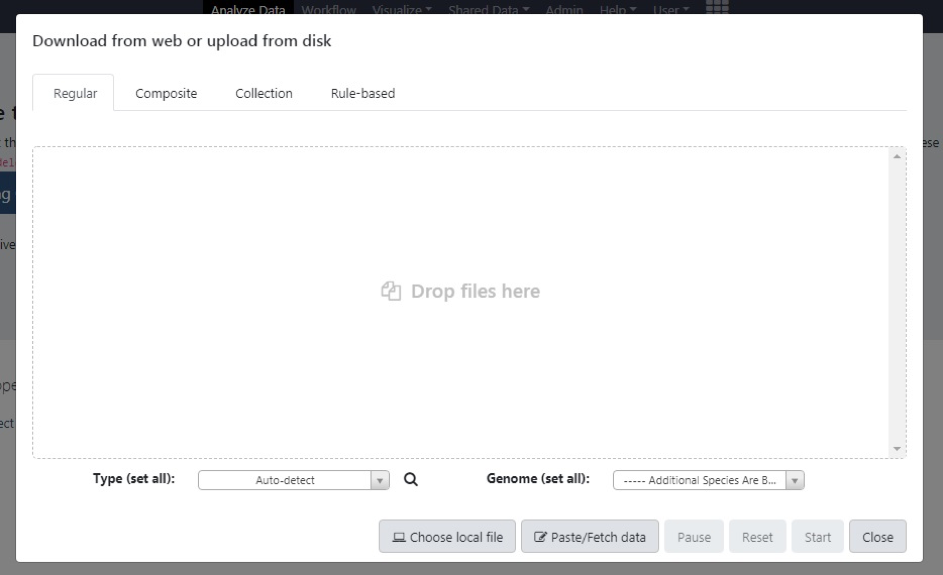 Analyze Data Workflow Visualize Shared Data Admin Help User
Download from web or upload from disk
Regular Composite Collection Rule-based
Drop files here
Type (set all): Auto-detect Genome (set all): ----- Additional Species Are B...
Choose local file Paste/Fetch data Pause Reset Start Close